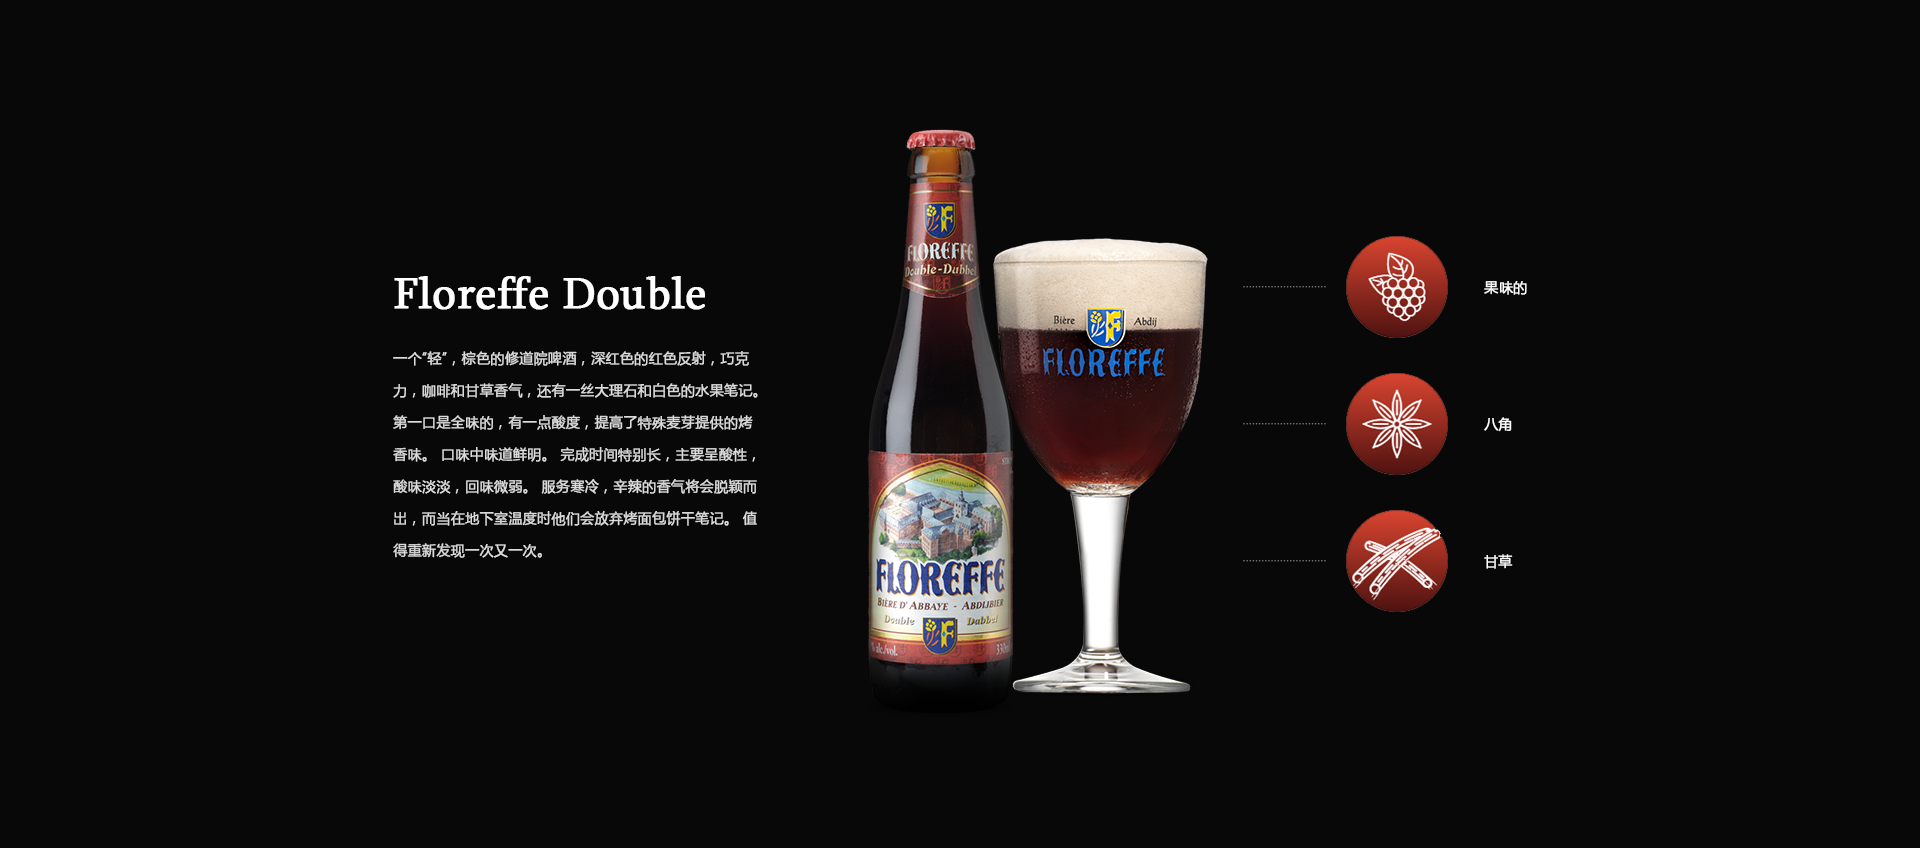 Floreffe Double
一个"轻"，棕色的修道院啤酒，深红色的红色反射，巧克
力，咖啡和甘草香气，还有一丝大理石和白色的水果笔记。
第一口是全味的，有一点酸度，提高了特殊麦芽提供的烤
香味。 口味中味道鲜明。 完成时间特别长，主要呈酸性，
酸味淡淡，回味微弱。 服务寒冷，辛辣的香气将会脱颖而
出，而当在地下室温度时他们会放弃烤面包饼干笔记。 值
得重新发现一次又一次。
FLOREFFE
Double-Dubbel
FLOREFFE
BIÈRE D'ABBAYE - ABDIJBIER
Double Dubbel
% alc./vol.
Bière Abdij
FLOREFFE
果味的
八角
甘草